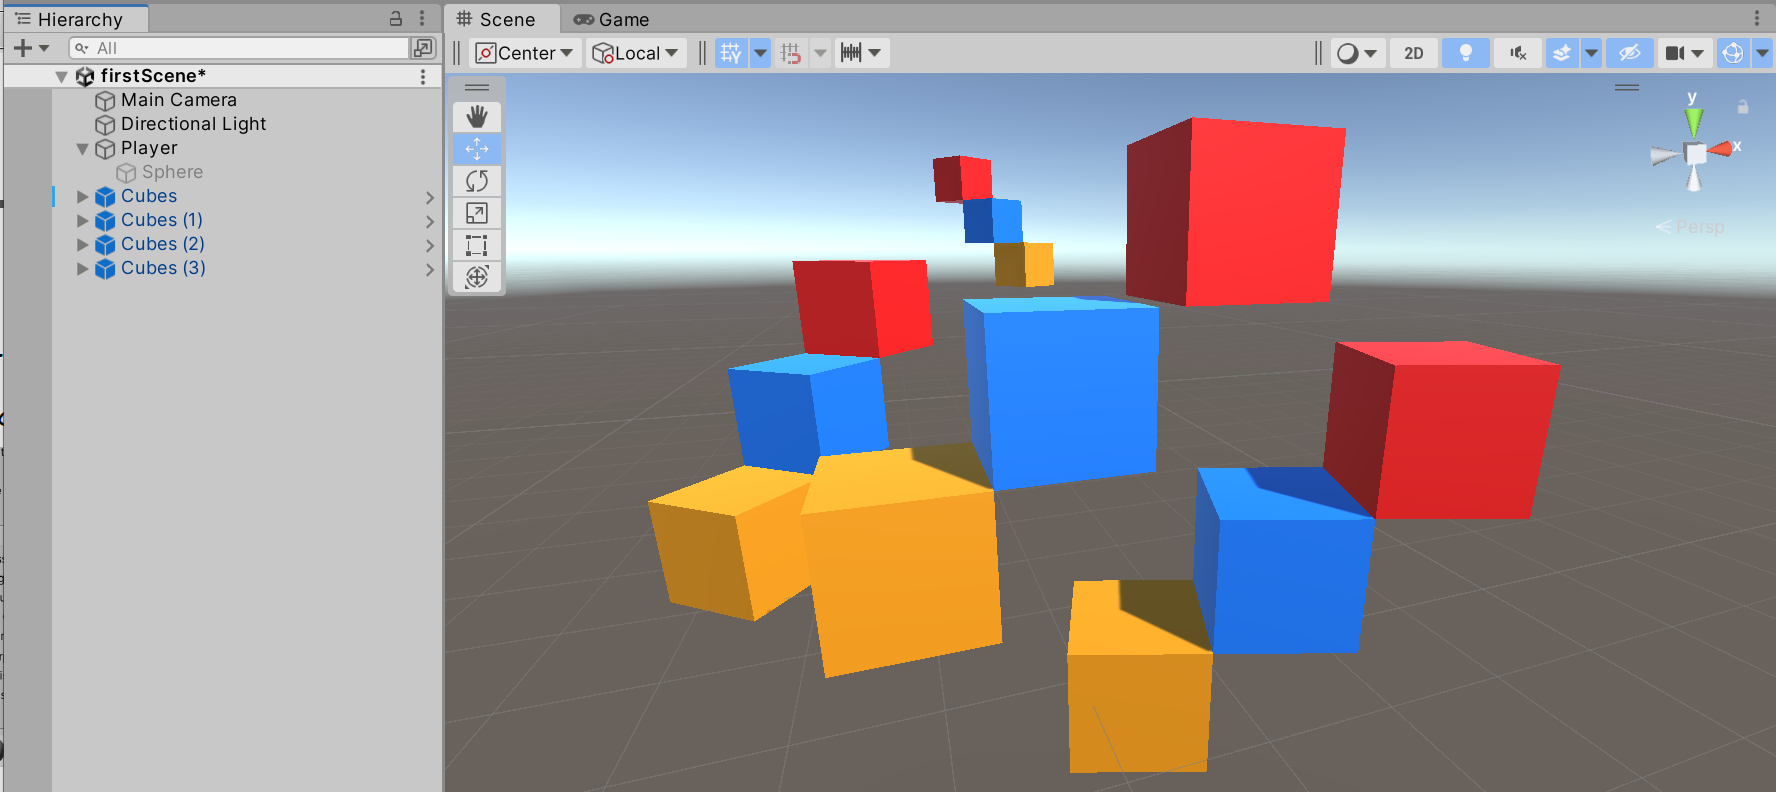 Hierarchy
All
firstScene*
Main Camera
Directional Light
Player
Sphere
Cubes
Cubes (1)
Cubes (2)
Cubes (3)
Scene
Game
Center
Local
2D
y
x
Persp